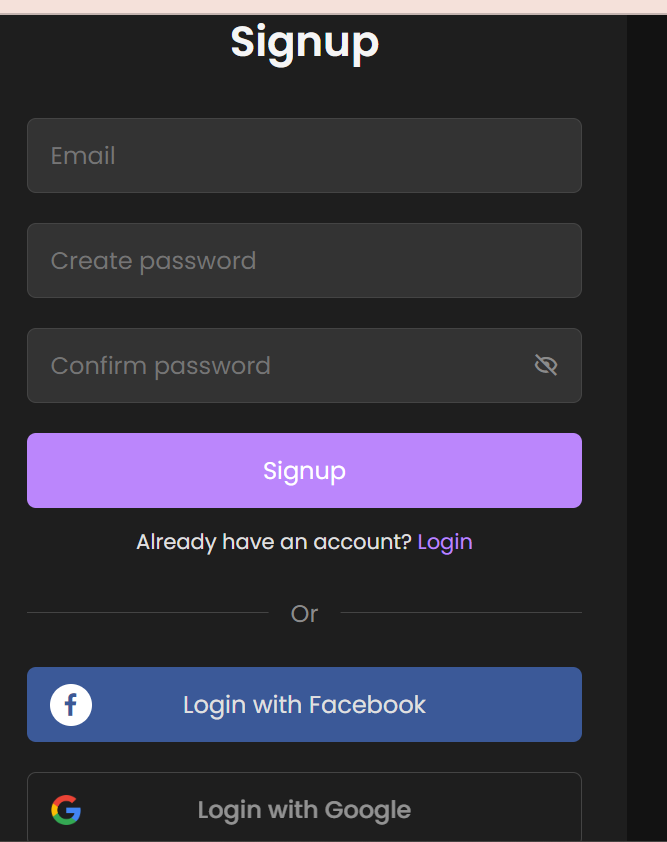 Signup
Email
Create password
Confirm password
Signup
Already have an account? Login
Or
Login with Facebook
Login with Google